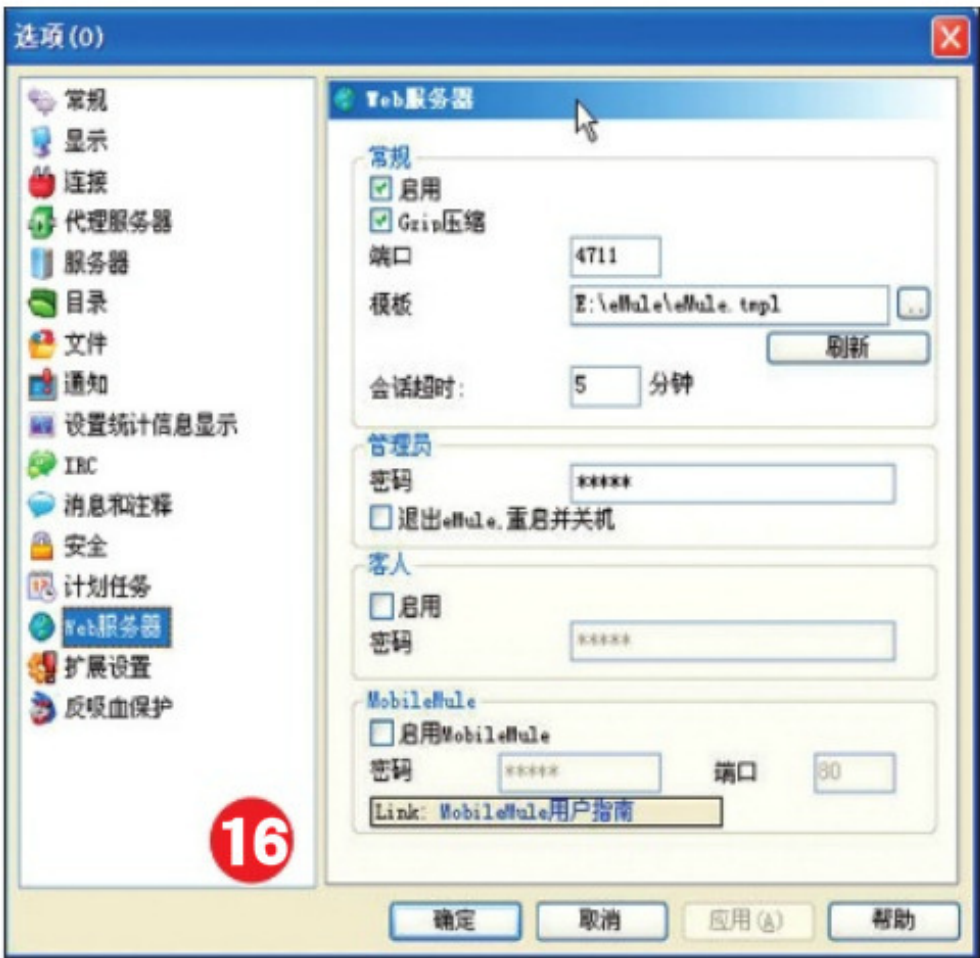 选项(O)
常规
显示
连接
代理服务器
服务器
目录
文件
通知
设置统计信息显示
IRC
消息和注释
安全
计划任务
Web服务器
扩展设置
反吸血保护
16
Web服务器
常规
启用
Gzip压缩
端口 4711
模板 E:\eMule\eMule.tmpl ..
刷新
会话超时: 5 分钟
管理员
密码 *****
退出eMule,重启并关机
客人
启用
密码 *****
MobileMule
启用MobileMule
密码 ***** 端口 80
Link: MobileMule用户指南
确定 取消 应用(A) 帮助